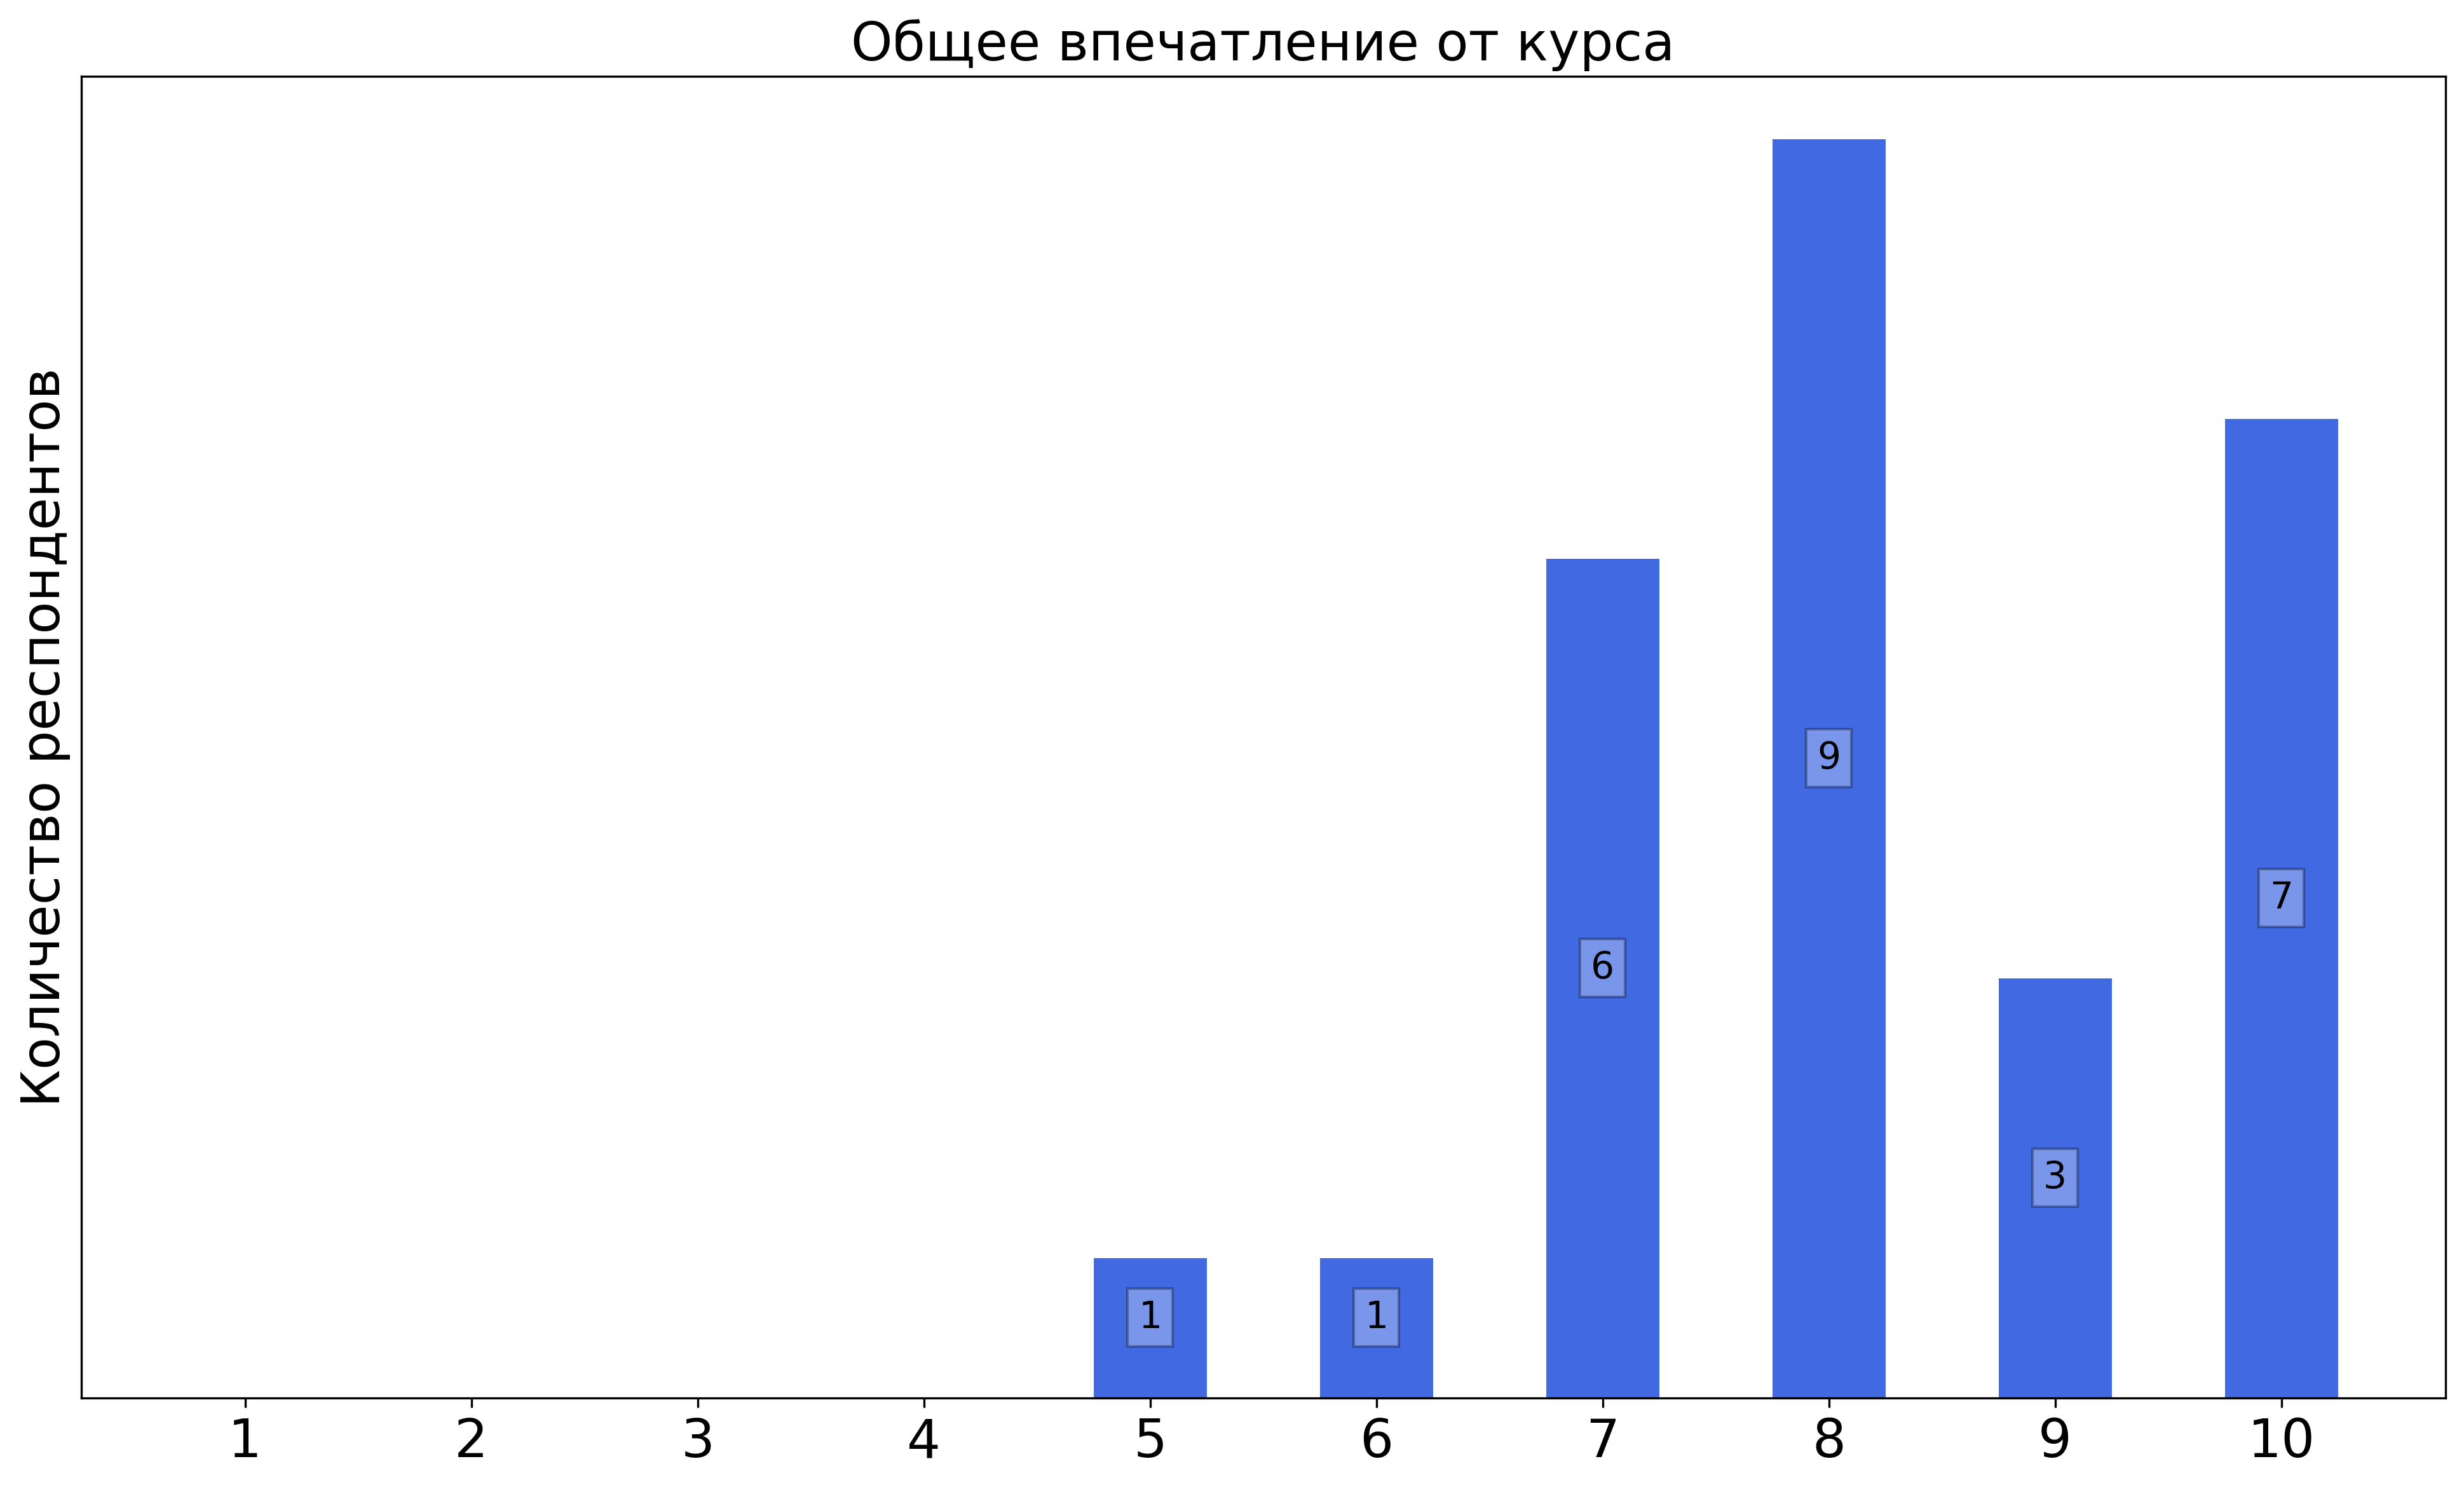 Общее впечатление от курса
Количество респондентов
9
7
6
3
1 1
1 2 3 4 5 6 7 8 9 10